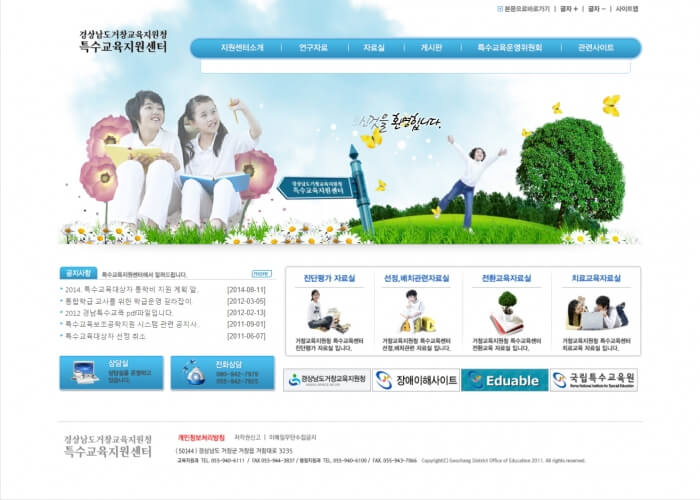 본문으로바로가기 | 글자 + | 글자 - | 사이트맵
경상남도거창교육지원청
특수교육지원센터
지원센터소개 | 연구자료 | 자료실 | 게시판 | 특수교육운영위원회 | 관련사이트
것을 환영합니다.
경상남도거창교육지원청
특수교육지원센터
공지사항 특수교육지원센터에서 알려드립니다. more
2014. 특수교육대상자 통학비 지원 계획 알.. [2014-08-11]
통합학급 교사를 위한 학급운영 길라잡이 [2012-03-05]
2012 경남특수교육 pdf파일입니다. [2012-02-13]
특수교육보조공학지원 시스템 관련 공지사.. [2011-09-01]
특수교육대상자 선정 취소 [2011-06-07]
상담실
상담실을 운영하고
있습니다.
전화상담
055-942-7925
진단평가 자료실
거창교육지원청 특수교육센터
진단평가 자료실 입니다.
선정,배치관련자료실
거창교육지원청 특수교육센터
선정,배치관련 자료실 입니다.
전환교육자료실
거창교육지원청 특수교육센터
전환교육 자료실 입니다.
치료교육자료실
거창교육지원청 특수교육센터
치료교육 자료실 입니다.
경상남도거창교육지원청
장애이해사이트
Eduable
국립특수교육원
Korea National Institute for Special Education
경상남도거창교육지원청
특수교육지원센터
개인정보처리방침 저작권신고 | 이메일무단수집금지
(50144) 경상남도 거창군 거창읍 거창대로 3235
교육지원과 TEL. 055-940-6111 / FAX 055-944-3837 / 행정지원과 TEL. 055-940-6100 / FAX. 055-943-7866 Copyright(C) Geochang District Office of Education 2011. All rights reserved.